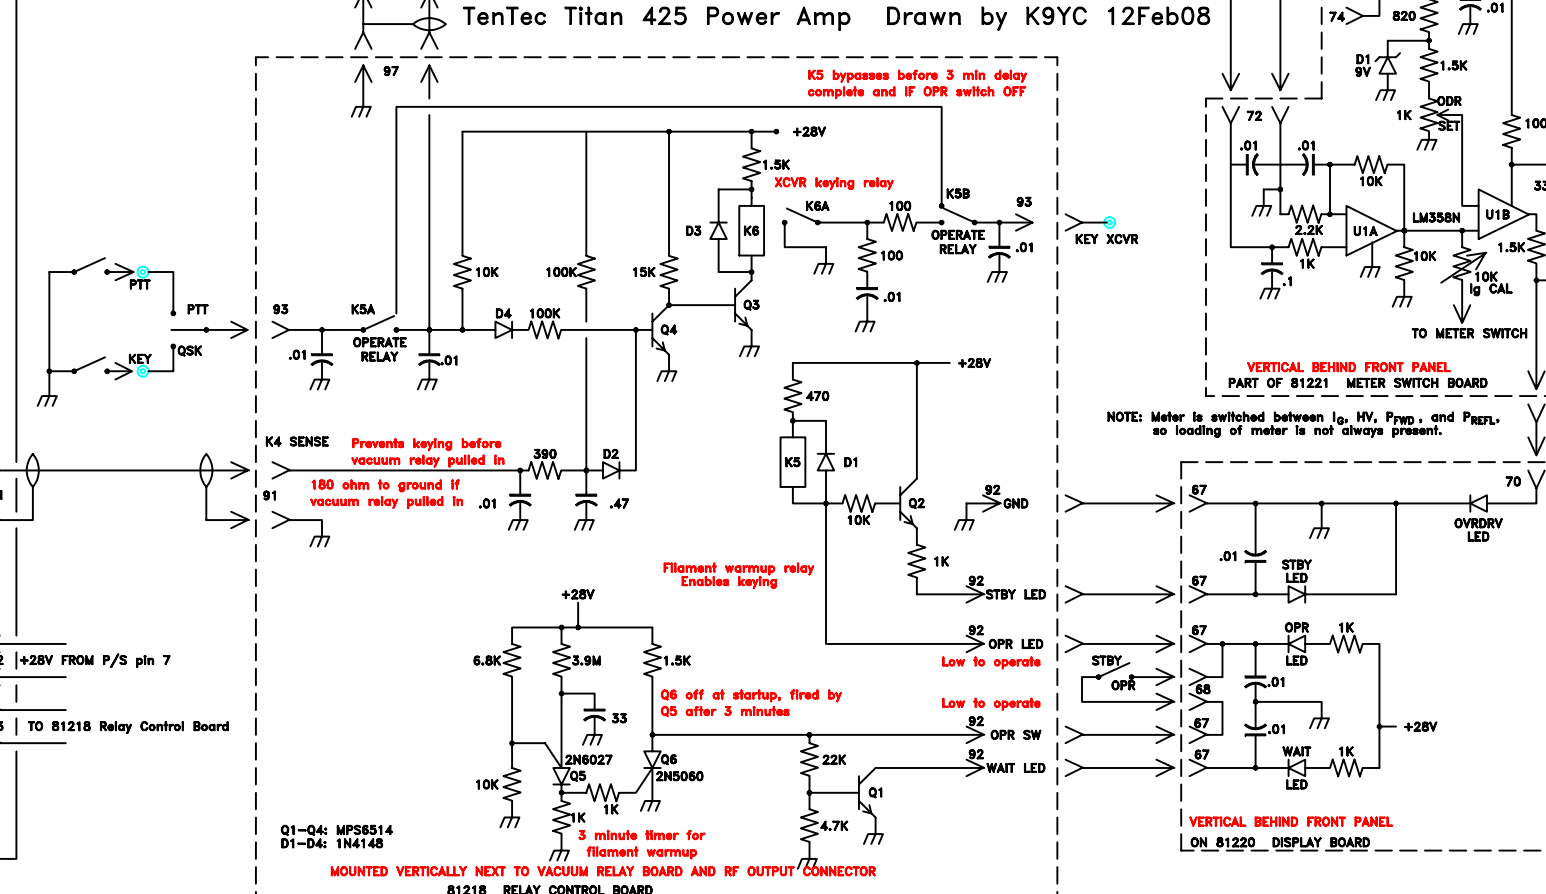 TenTec Titan 425 Power Amp  Drawn by K9YC 12Feb08
74
820
.01
97
K5 bypasses before 3 min delay
complete and IF OPR switch OFF
D1
9V
1.5K
ODR
SET
1K
72
100
+28V
1.5K
XCVR keying relay
.01
.01
10K
K5B
K6A
100
93
D3
K6
OPERATE
RELAY
.01
100
.01
KEY XCVR
LM358N
U1A
U1B
2.2K
1K
10K
.1
1.5K
33
10K
Ig CAL
TO METER SWITCH
VERTICAL BEHIND FRONT PANEL
PART OF 81221  METER SWITCH BOARD
10K
100K
15K
Q3
PTT
PTT
93
K5A
D4
100K
Q4
KEY
QSK
.01
OPERATE
RELAY
.01
+28V
470
NOTE: Meter is switched between IG, HV, PFWD, and PREFL,
so loading of meter is not always present.
K4 SENSE
Prevents keying before
vacuum relay pulled in
390
D2
K5
D1
180 ohm to ground if
vacuum relay pulled in
91
.01
.47
10K
Q2
92
GND
67
70
OVRDRV
LED
1K
.01
STBY
LED
Filament warmup relay
Enables keying
92
STBY LED
67
+28V
92
OPR LED
Low to operate
67
OPR
LED
1K
+28V FROM P/S pin 7
6.8K
3.9M
1.5K
STBY
OPR
68
.01
Q6 off at startup, fired by
Q5 after 3 minutes
33
Low to operate
92
OPR SW
67
.01
+28V
TO 81218 Relay Control Board
2N6027
Q5
Q6
2N5060
22K
92
WAIT LED
67
WAIT
LED
1K
10K
1K
1K
Q1
4.7K
Q1-Q4: MPS6514
D1-D4: 1N4148
3 minute timer for
filament warmup
VERTICAL BEHIND FRONT PANEL
ON 81220  DISPLAY BOARD
MOUNTED VERTICALLY NEXT TO VACUUM RELAY BOARD AND RF OUTPUT CONNECTOR
81218  RELAY CONTROL BOARD